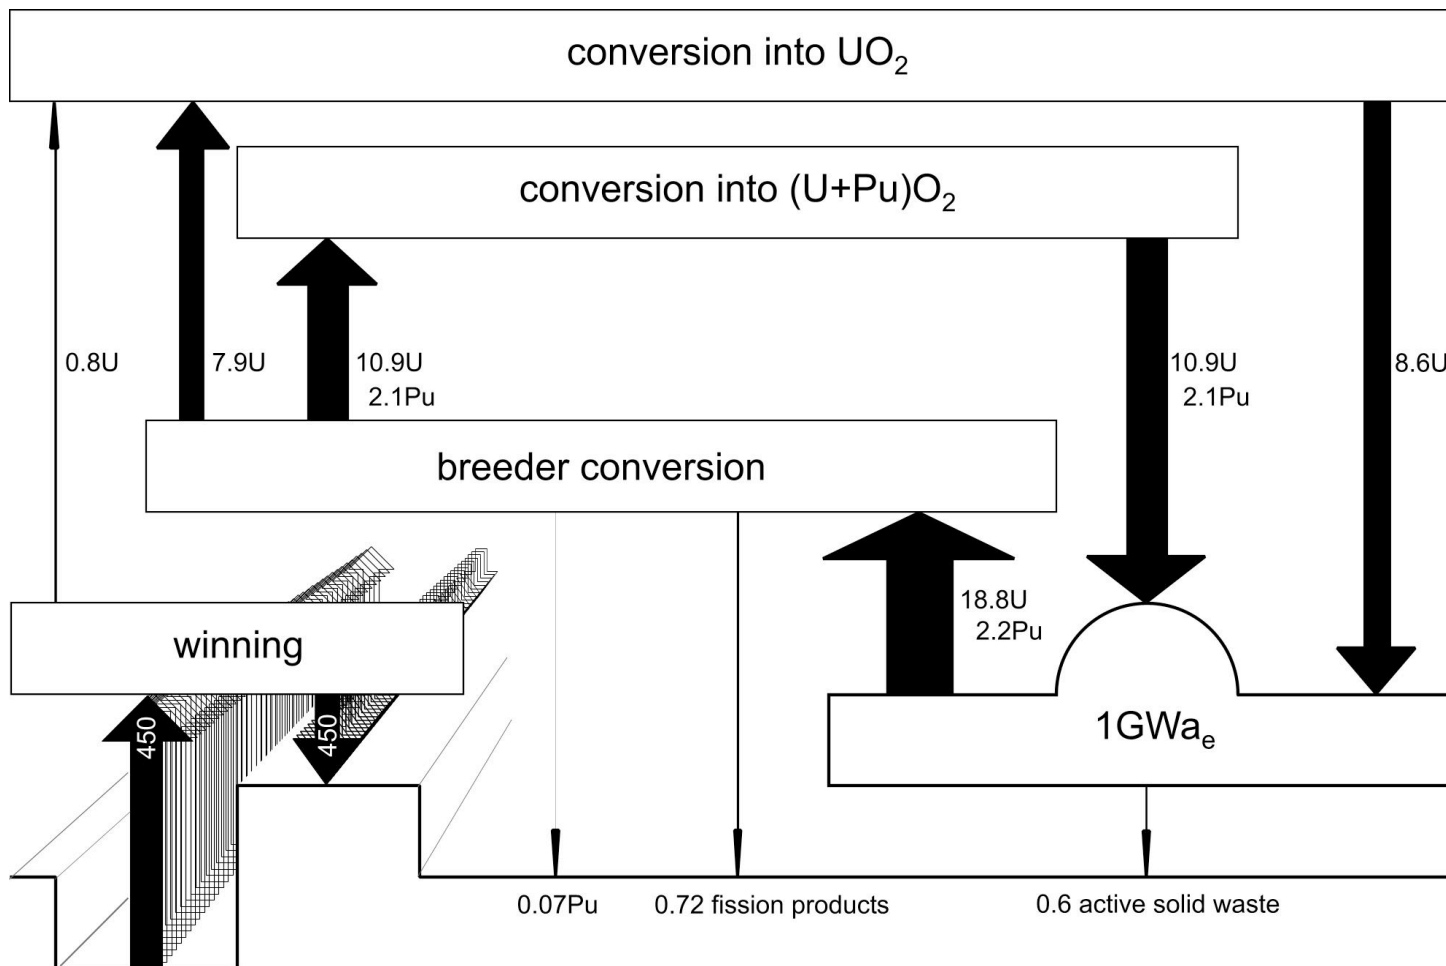 conversion into UO₂
conversion into (U+Pu)O₂
0.8U
7.9U
10.9U
2.1Pu
10.9U
2.1Pu
8.6U
breeder conversion
18.8U
2.2Pu
winning
450
450
1GWaₑ
0.07Pu
0.72 fission products
0.6 active solid waste